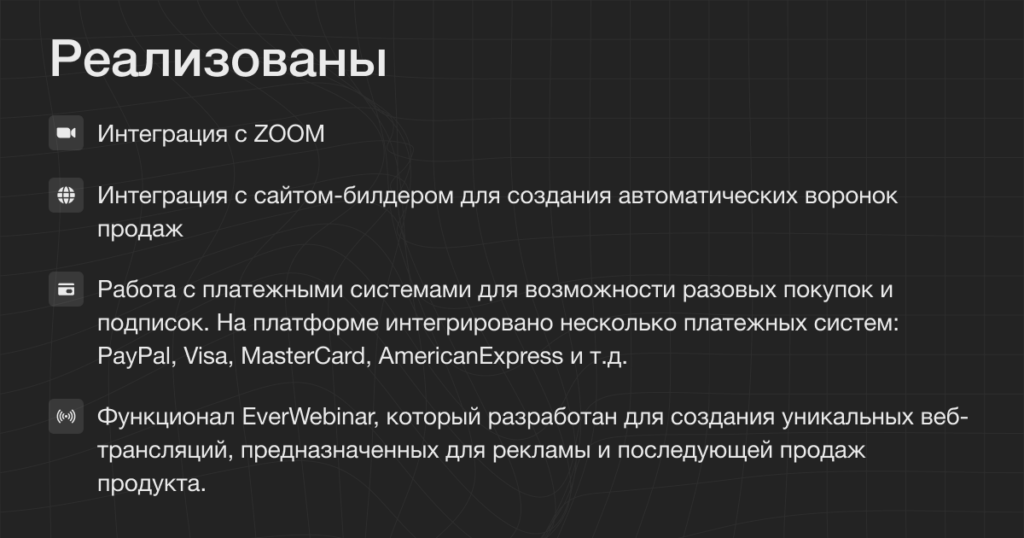 Реализованы
Интеграция с ZOOM
Интеграция с сайтом-билдером для создания автоматических воронок
продаж
Работа с платежными системами для возможности разовых покупок и
подписок. На платформе интегрировано несколько платежных систем:
PayPal, Visa, MasterCard, AmericanExpress и т.д.
Функционал EverWebinar, который разработан для создания уникальных веб-
трансляций, предназначенных для рекламы и последующей продаж
продукта.